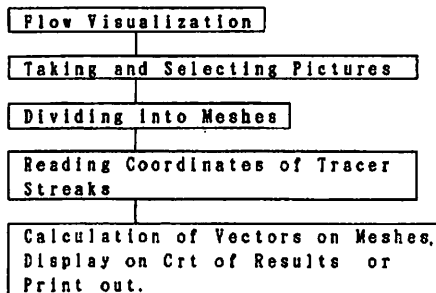 Flow Visualization
Taking and Selecting Pictures
Dividing into Meshes
Reading Coordinates of Tracer
Streaks
Calculation of Vectors on Meshes,
Display on Crt of Results or
Print out.